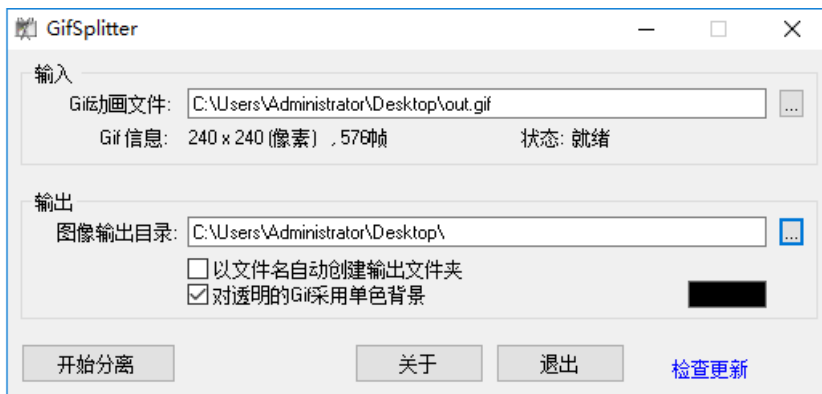 GifSplitter
输入
Gif动画文件: C:\Users\Administrator\Desktop\out.gif ...
Gif 信息: 240 x 240 (像素) , 576帧 状态: 就绪
输出
图像输出目录: C:\Users\Administrator\Desktop\ ...
以文件名自动创建输出文件夹
对透明的Gif采用单色背景
开始分离 关于 退出 检查更新